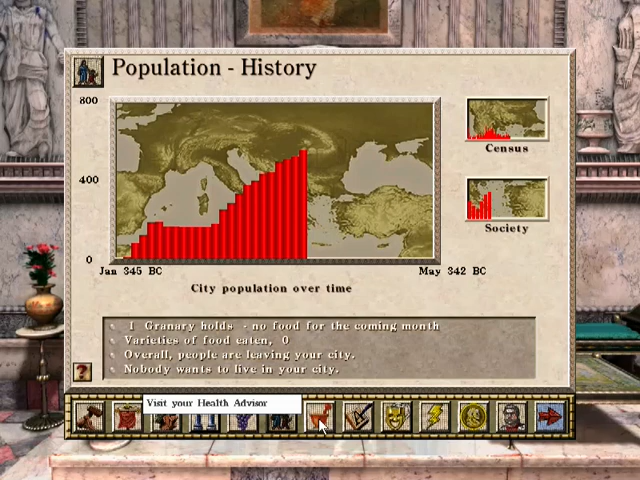 Population - History
800
400
0
Jan 345 BC
May 342 BC
City population over time
Census
Society
1 Granary holds - no food for the coming month
Varieties of food eaten, 0
Overall, people are leaving your city.
Nobody wants to live in your city.
?
Visit your Health Advisor